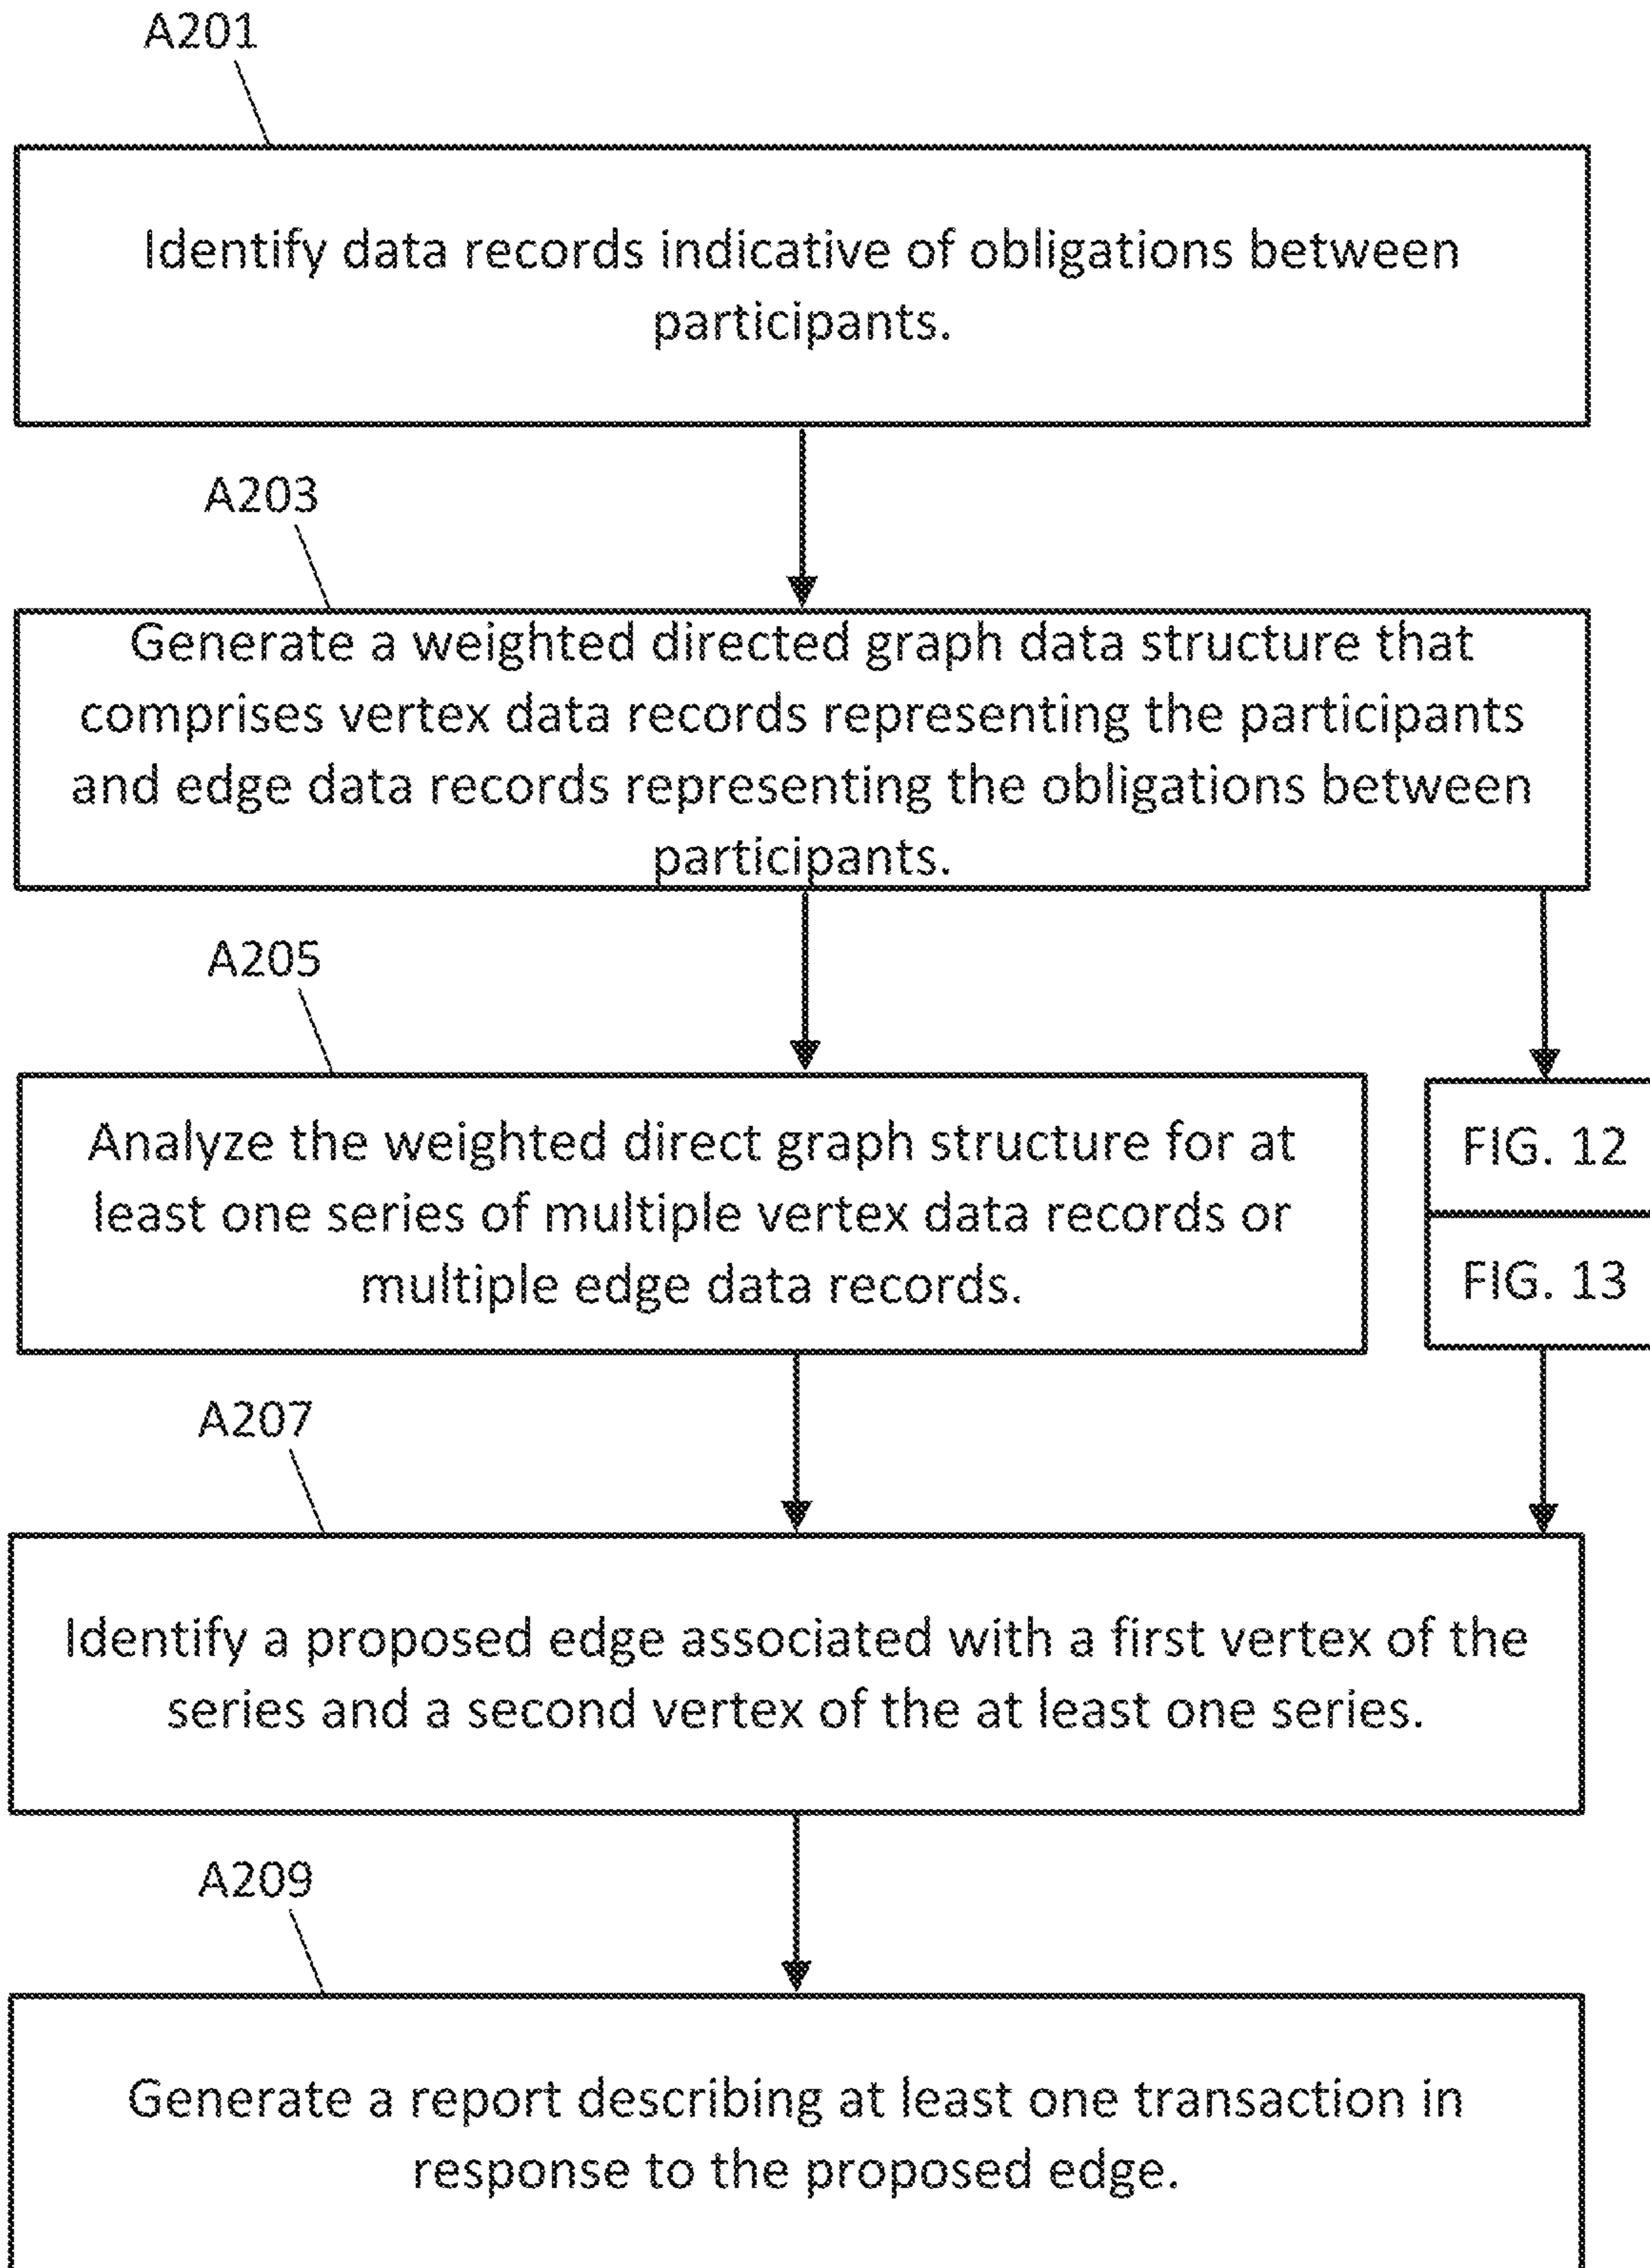 A201
Identify data records indicative of obligations between
participants.
A203
Generate a weighted directed graph data structure that
comprises vertex data records representing the participants
and edge data records representing the obligations between
participants.
A205
Analyze the weighted direct graph structure for at
least one series of multiple vertex data records or
multiple edge data records.
FIG. 12
FIG. 13
A207
Identify a proposed edge associated with a first vertex of the
series and a second vertex of the at least one series.
A209
Generate a report describing at least one transaction in
response to the proposed edge.